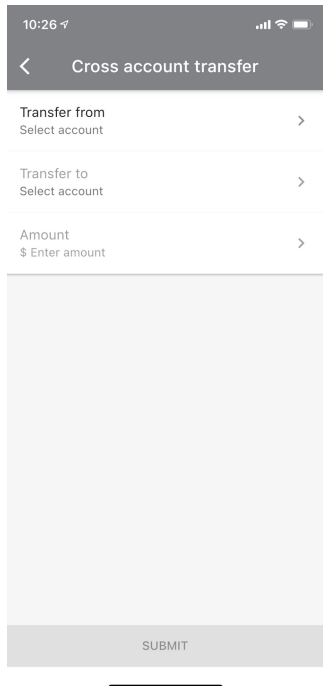 10:26
Cross account transfer
Transfer from
Select account
Transfer to
Select account
Amount
$ Enter amount
SUBMIT